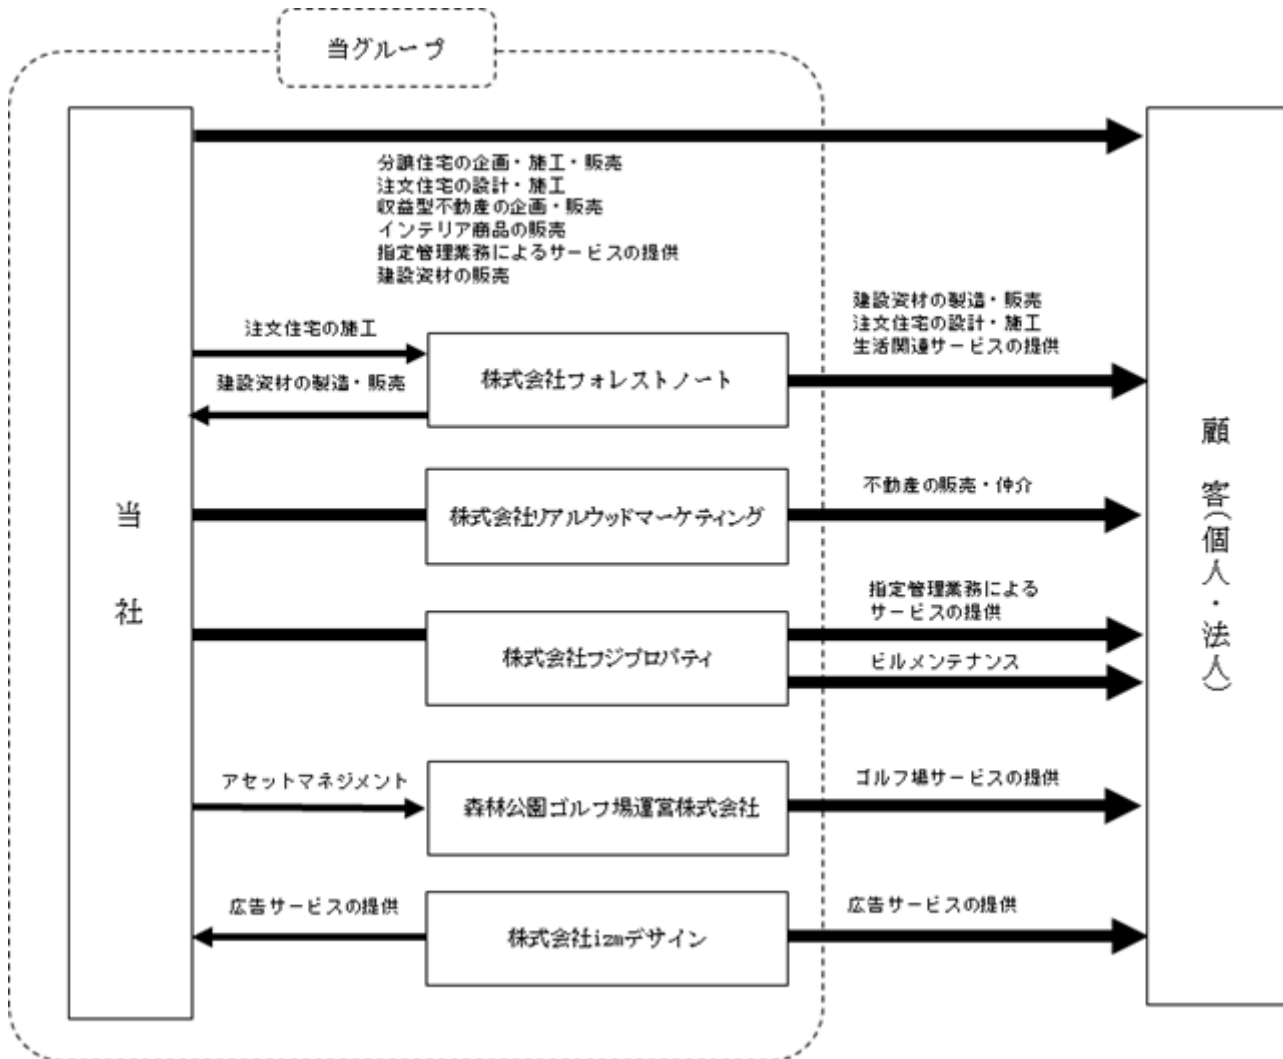 当グループ
分譲住宅の企画・施工・販売
注文住宅の設計・施工
収益型不動産の企画・販売
インテリア商品の販売
指定管理業務によるサービスの提供
建設資材の販売
当社
注文住宅の施工
建設資材の製造・販売
株式会社フォレストノート
建設資材の製造・販売
注文住宅の設計・施工
生活関連サービスの提供
株式会社リアルウッドマーケティング
不動産の販売・仲介
株式会社フジプロパティ
指定管理業務による
サービスの提供
ビルメンテナンス
アセットマネジメント
森林公園ゴルフ場運営株式会社
ゴルフ場サービスの提供
広告サービスの提供
株式会社izmデザイン
広告サービスの提供
顧客(個人・法人)